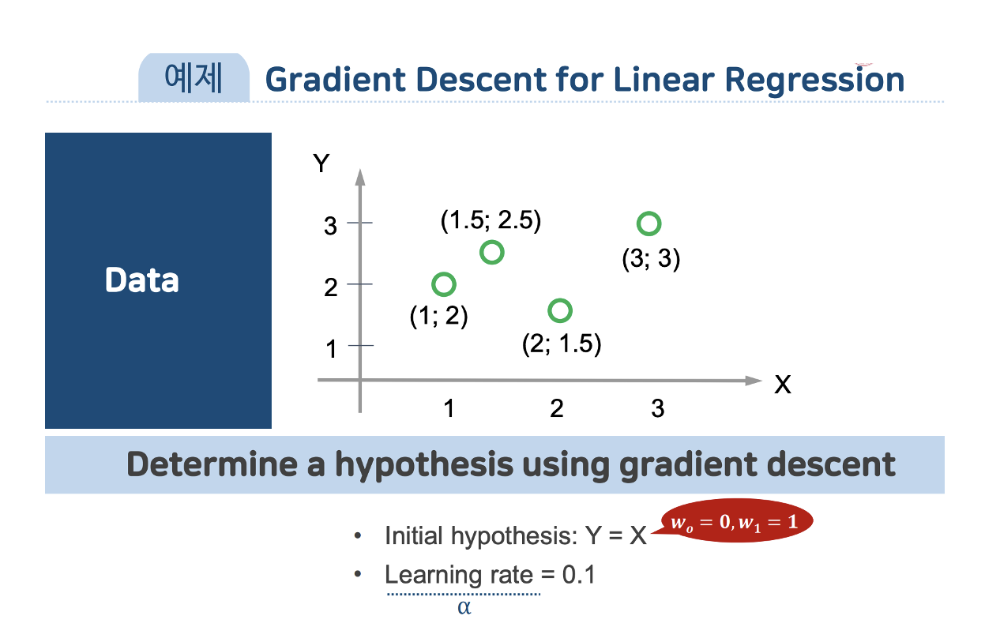 예제 Gradient Descent for Linear Regression
Data
Y
(1.5; 2.5)
3
(3; 3)
2
(1; 2)
(2; 1.5)
1
X
1 2 3
Determine a hypothesis using gradient descent
• Initial hypothesis: Y = X
w₀ = 0, w₁ = 1
• Learning rate = 0.1
α